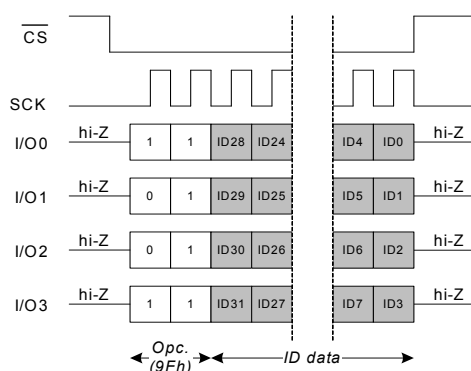 CS
SCK
I/O0 hi-Z 1 1 ID28 ID24 ID4 ID0 hi-Z
I/O1 hi-Z 0 1 ID29 ID25 ID5 ID1 hi-Z
I/O2 hi-Z 0 1 ID30 ID26 ID6 ID2 hi-Z
I/O3 hi-Z 1 1 ID31 ID27 ID7 ID3 hi-Z
Opc. ID data
(9Eh)